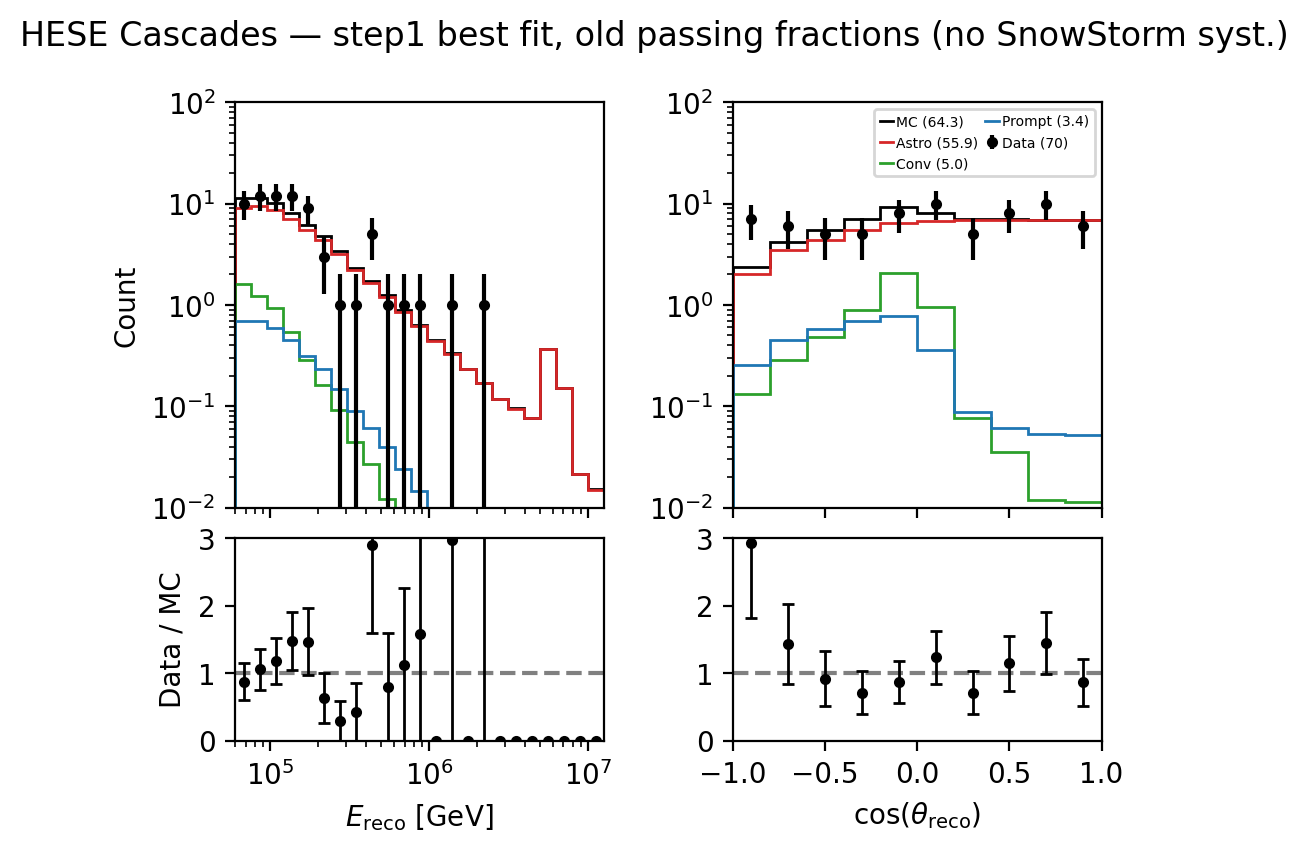 HESE Cascades — step1 best fit, old passing fractions (no SnowStorm syst.)
Count
10²
10¹
10⁰
10⁻¹
10⁻²
10²
10¹
10⁰
10⁻¹
10⁻²
MC (64.3)
Astro (55.9)
Conv (5.0)
Prompt (3.4)
Data (70)
Data / MC
3
2
1
0
10⁵ 10⁶ 10⁷
E_reco [GeV]
3
2
1
0
−1.0 −0.5 0.0 0.5 1.0
cos(θ_reco)